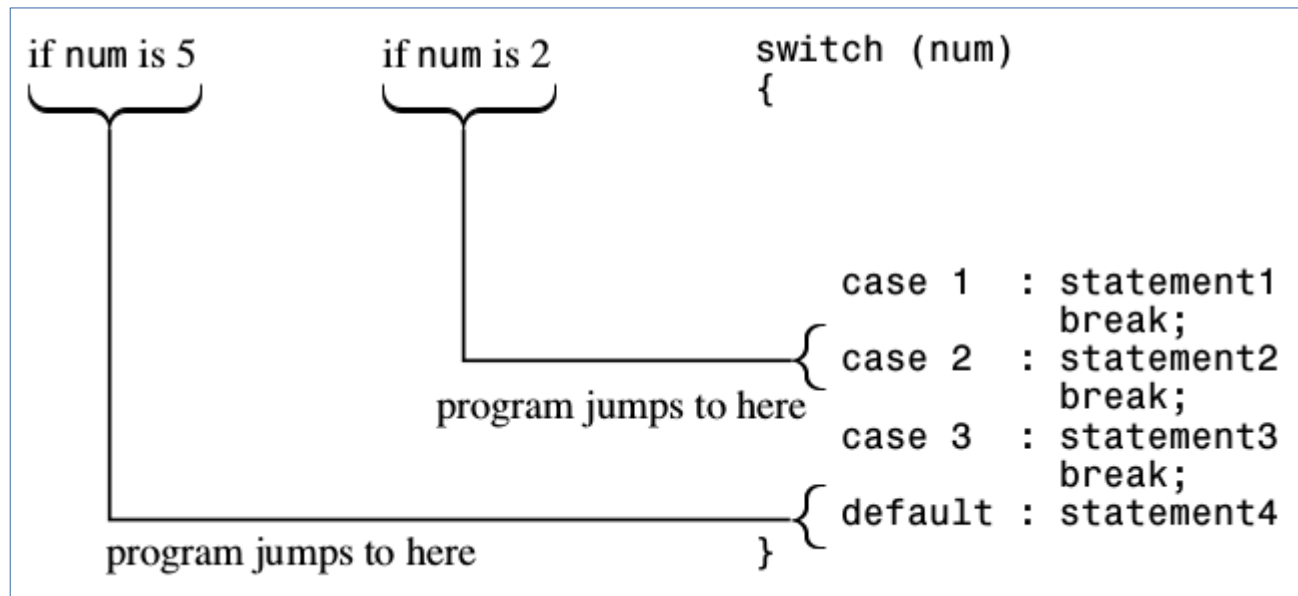 if num is 5
if num is 2
switch (num)
{
case 1 : statement1
break;
case 2 : statement2
program jumps to here
break;
case 3 : statement3
break;
default : statement4
program jumps to here
}